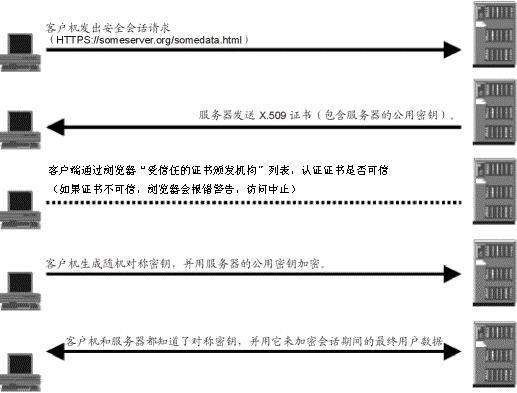 客户机发出安全会话请求
（HTTPS://someserver.org/somedata.html）
服务器发送 X.509 证书（包含服务器的公用密钥）。
客户端通过浏览器“受信任的证书颁发机构”列表，认证证书是否可信
（如果证书不可信，浏览器会报错警告，访问中止）
客户机生成随机对称密钥，并用服务器的公用密钥加密。
客户机和服务器都知道了对称密钥，并用它来加密会话期间的最终用户数据